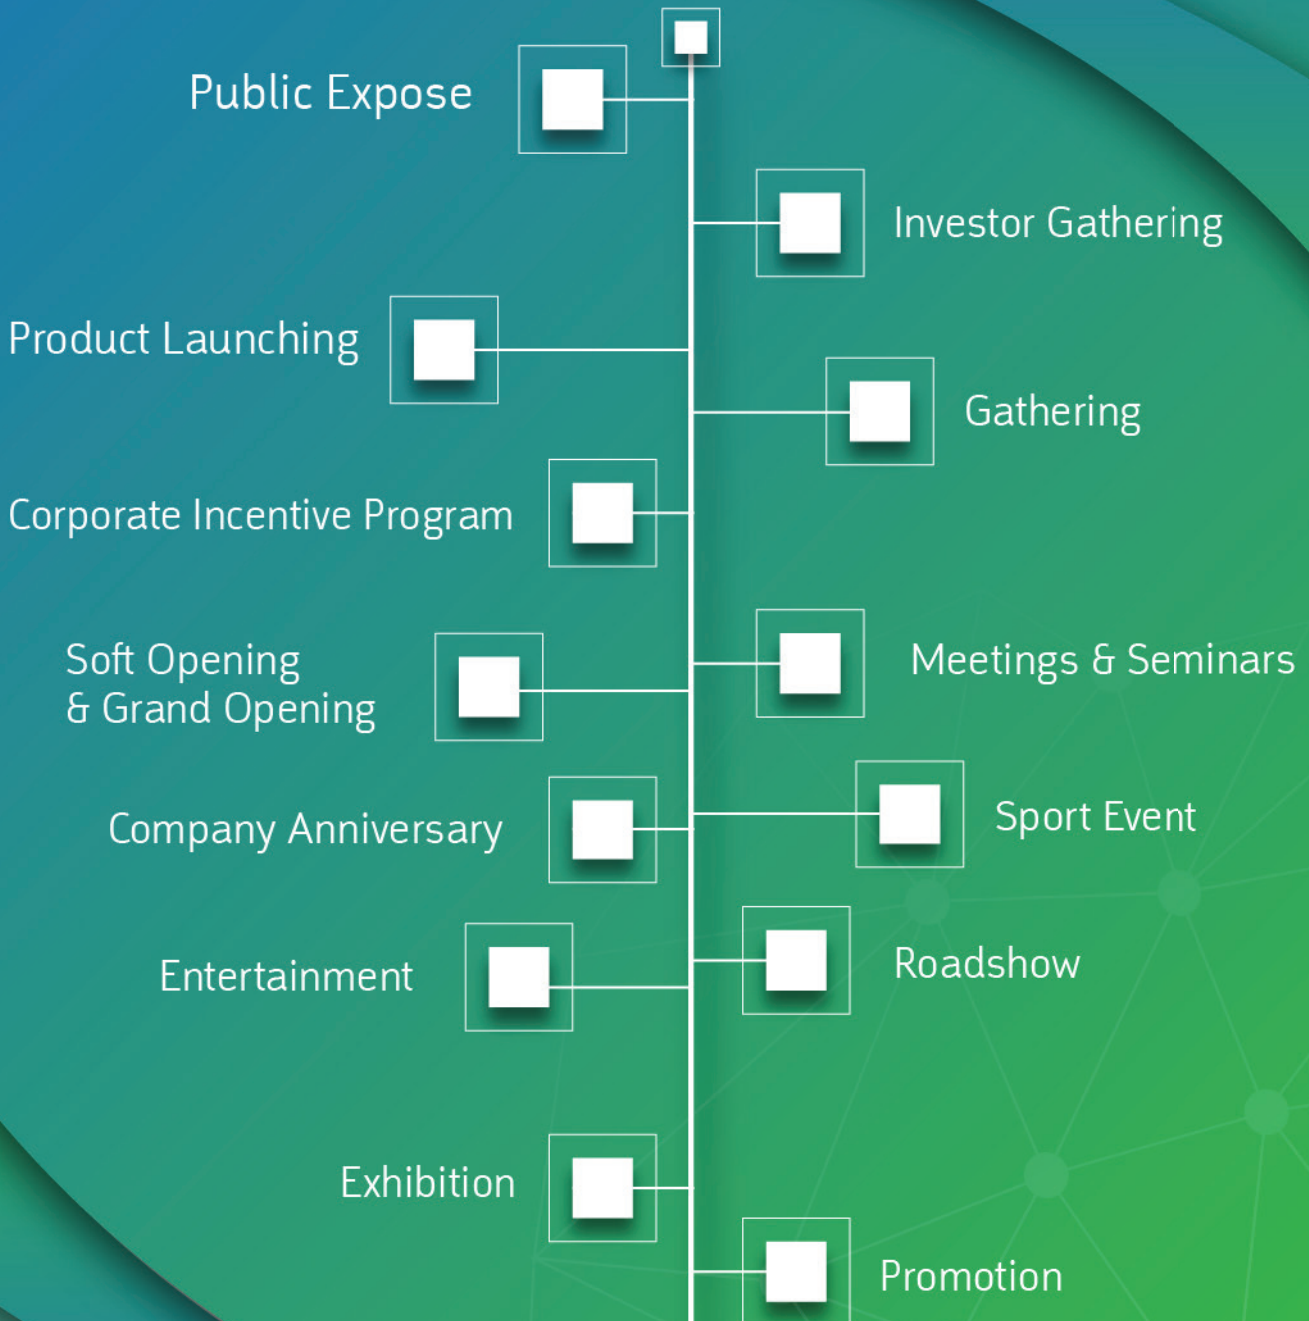 Public Expose
Investor Gathering
Product Launching
Gathering
Corporate Incentive Program
Soft Opening
& Grand Opening
Meetings & Seminars
Company Anniversary
Sport Event
Entertainment
Roadshow
Exhibition
Promotion